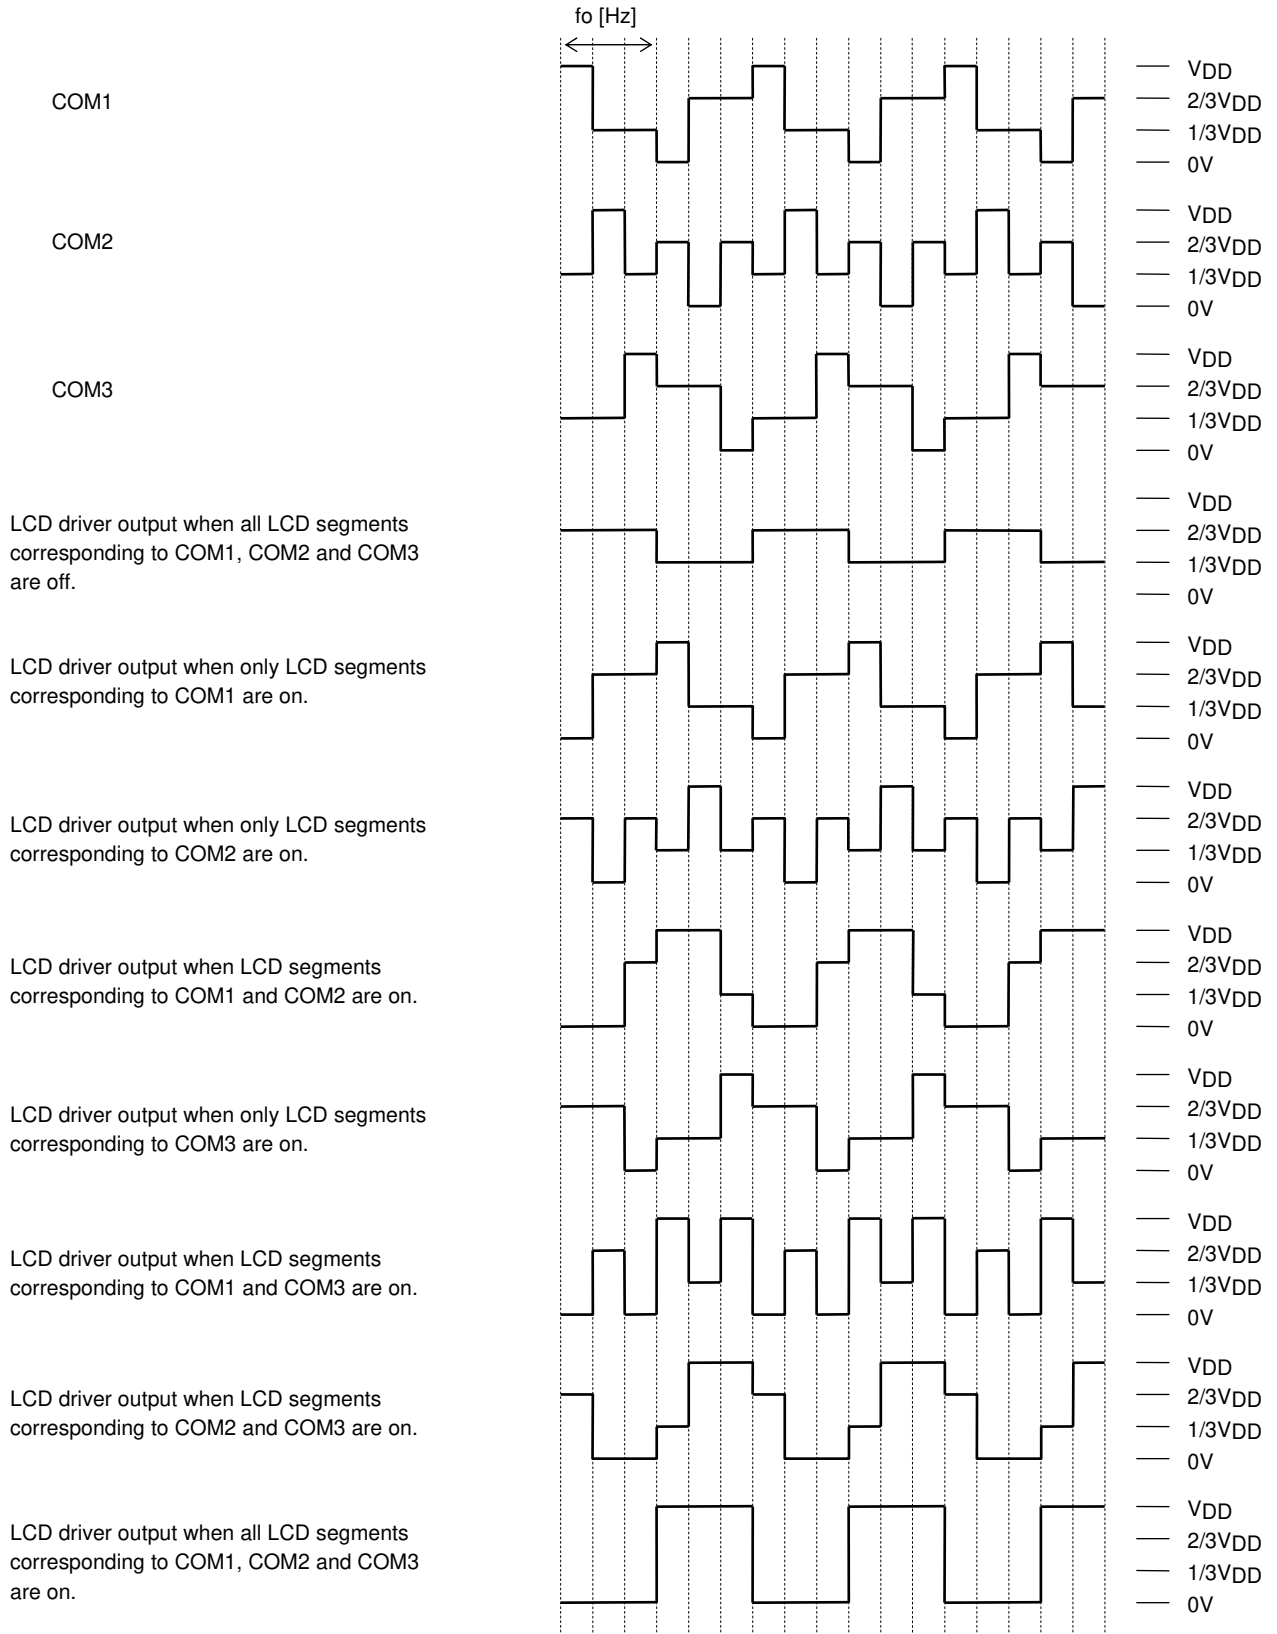 fo [Hz]
COM1
VDD
2/3VDD
1/3VDD
0V
COM2
VDD
2/3VDD
1/3VDD
0V
COM3
VDD
2/3VDD
1/3VDD
0V
LCD driver output when all LCD segments
corresponding to COM1, COM2 and COM3
are off.
VDD
2/3VDD
1/3VDD
0V
LCD driver output when only LCD segments
corresponding to COM1 are on.
VDD
2/3VDD
1/3VDD
0V
LCD driver output when only LCD segments
corresponding to COM2 are on.
VDD
2/3VDD
1/3VDD
0V
LCD driver output when LCD segments
corresponding to COM1 and COM2 are on.
VDD
2/3VDD
1/3VDD
0V
LCD driver output when only LCD segments
corresponding to COM3 are on.
VDD
2/3VDD
1/3VDD
0V
LCD driver output when LCD segments
corresponding to COM1 and COM3 are on.
VDD
2/3VDD
1/3VDD
0V
LCD driver output when LCD segments
corresponding to COM2 and COM3 are on.
VDD
2/3VDD
1/3VDD
0V
LCD driver output when all LCD segments
corresponding to COM1, COM2 and COM3
are on.
VDD
2/3VDD
1/3VDD
0V